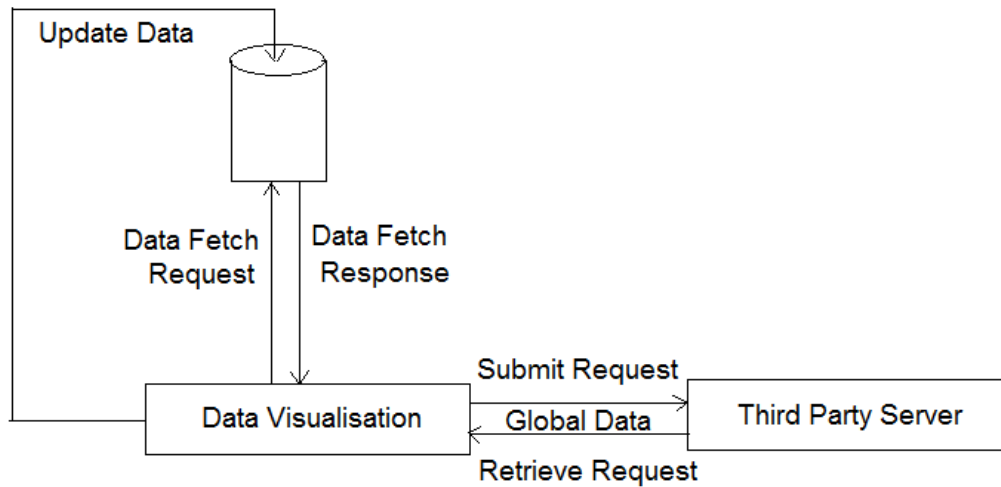 Update Data
Data Fetch
Request
Data Fetch
Response
Submit Request
Data Visualisation
Global Data
Third Party Server
Retrieve Request